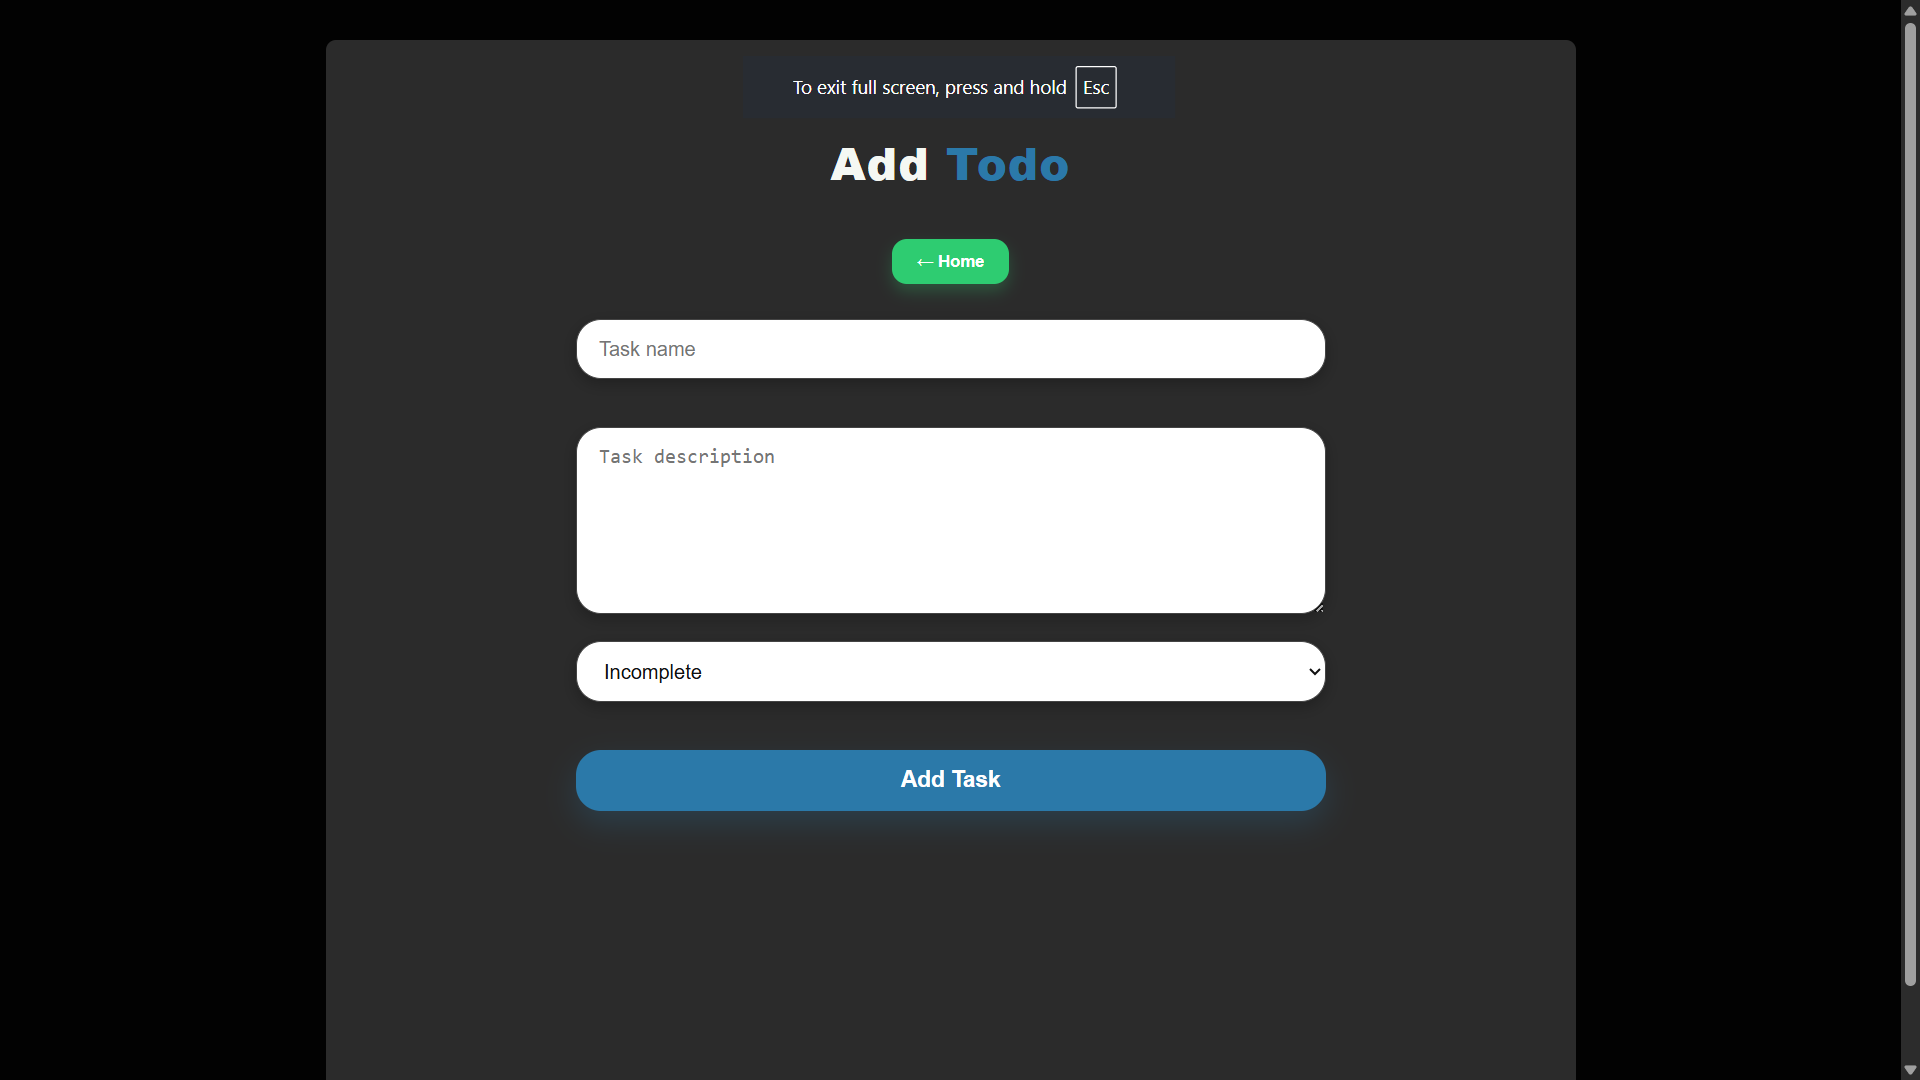 To exit full screen, press and hold Esc
Add Todo
← Home
Task name
Task description
Incomplete
Add Task